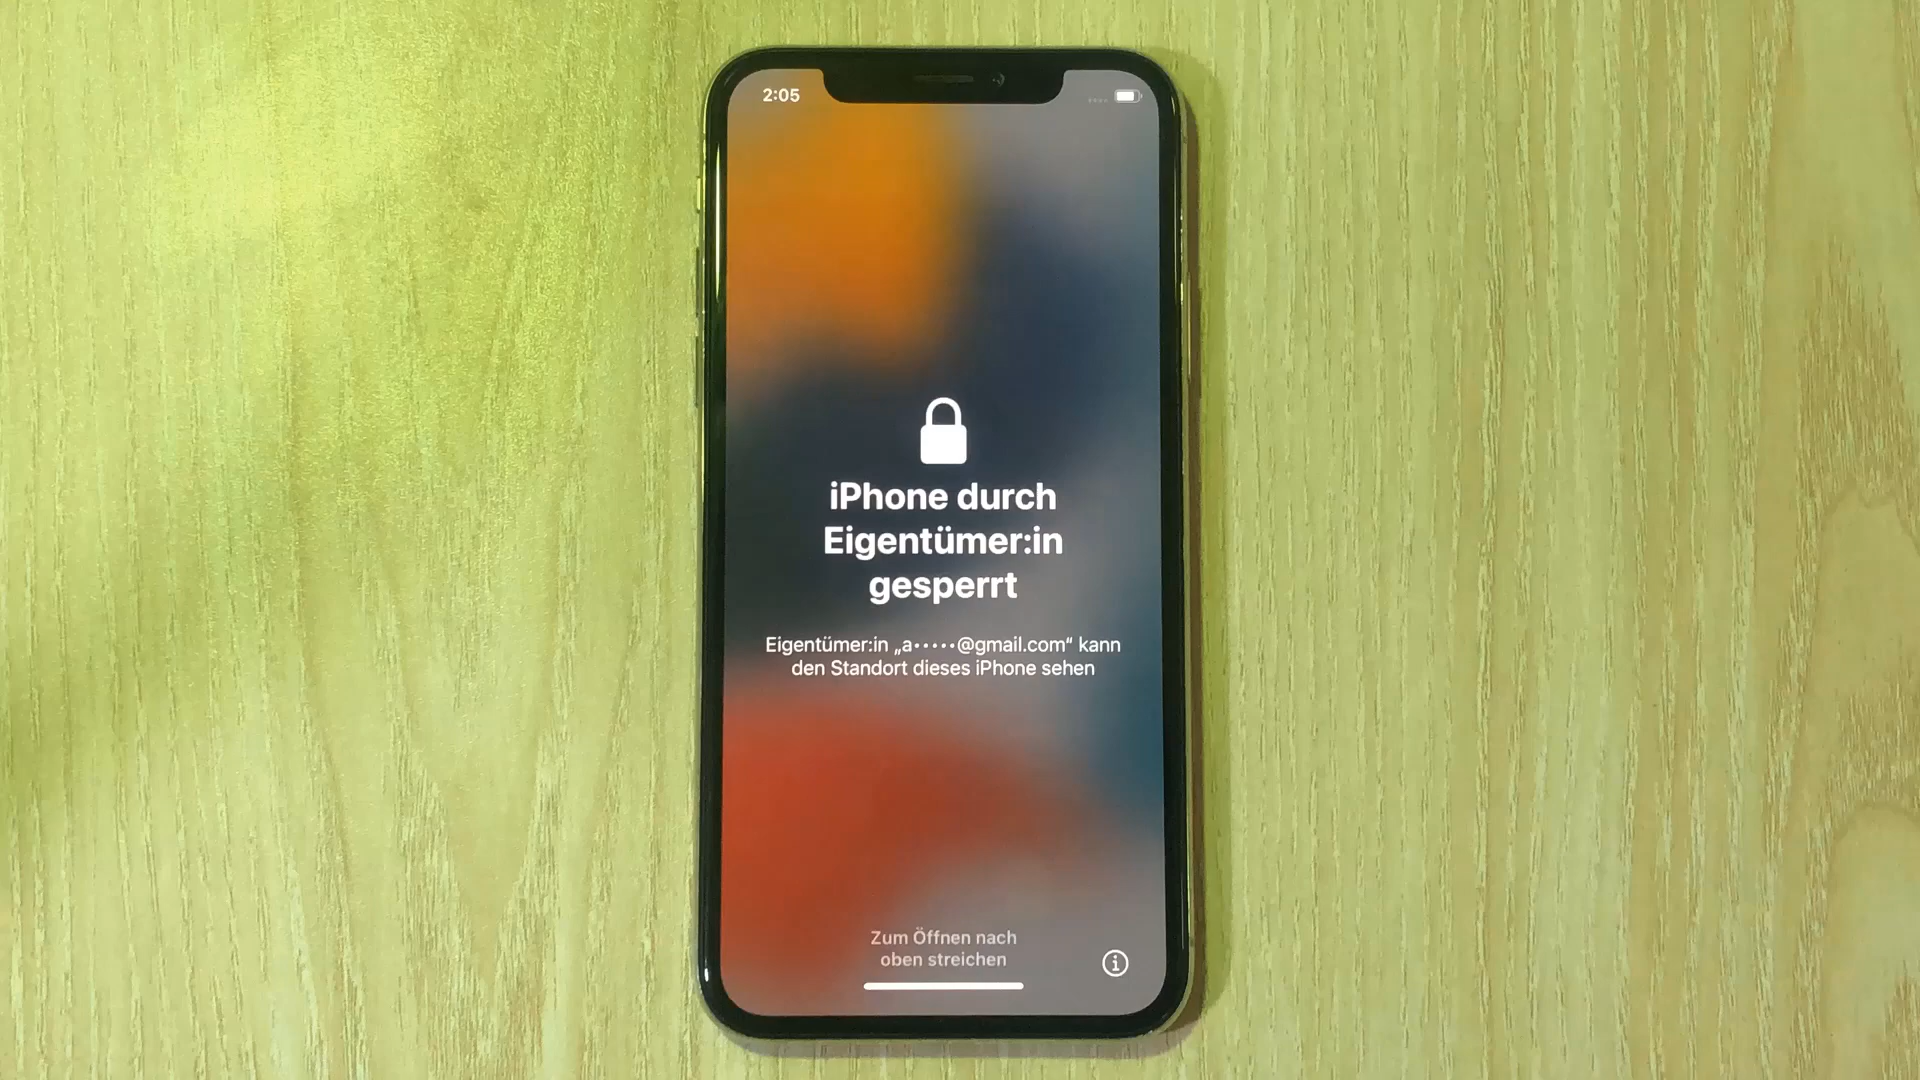 2:05
iPhone durch
Eigentümer:in
gesperrt
Eigentümer:in „a•••••@gmail.com“ kann
den Standort dieses iPhone sehen
Zum Öffnen nach
oben streichen